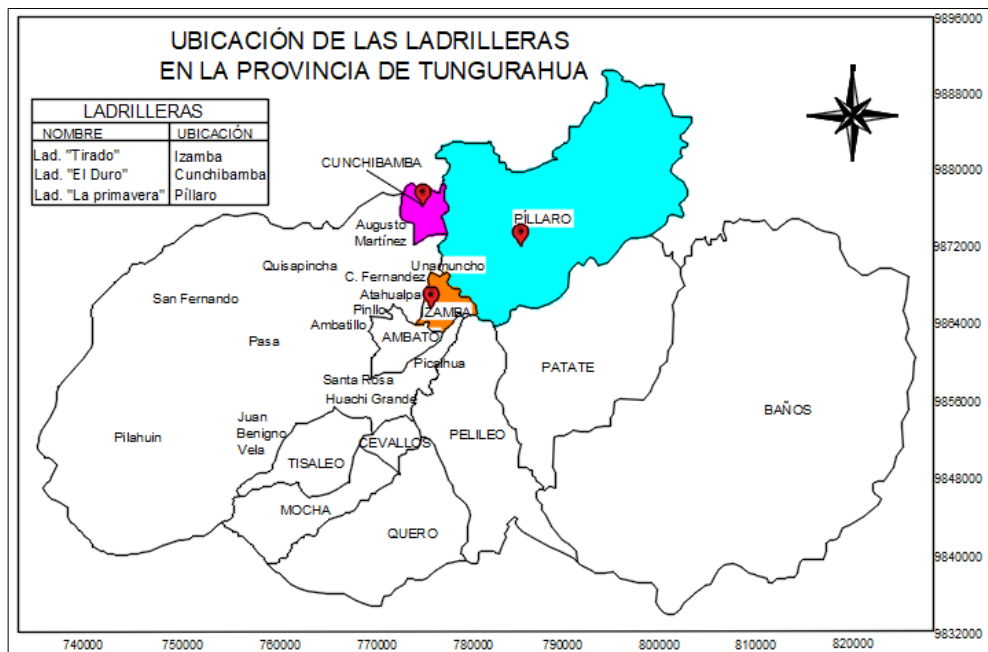 UBICACIÓN DE LAS LADRILLERAS
EN LA PROVINCIA DE TUNGURAHUA
LADRILLERAS
NOMBRE UBICACIÓN
Lad. "Tirado" Izamba
Lad. "El Duro" Cunchibamba
Lad. "La primavera" Píllaro
CUNCHIBAMBA
PÍLLARO
Augusto
Martínez
Quisapincha
Unamuncho
C. Fernandez
San Fernando
Atahualpa
Pinllo
IZAMBA
Ambatillo
Pasa
AMBATO
Picaihua
PATATE
Santa Rosa
Huachi Grande
BAÑOS
Juan
Benigno
Vela
Pilahuin
CEVALLOS
PELILEO
TISALEO
MOCHA
QUERO
9896000
9888000
9880000
9872000
9864000
9856000
9848000
9840000
9832000
740000 750000 760000 770000 780000 790000 800000 810000 820000